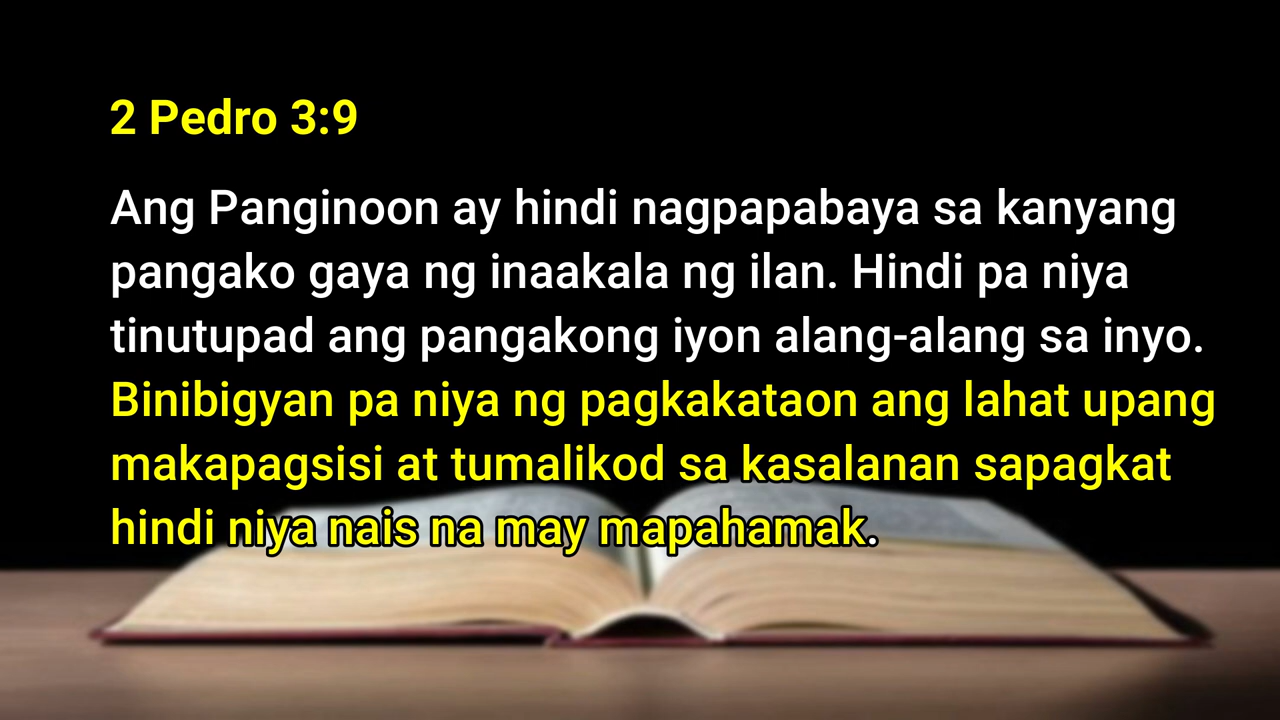 2 Pedro 3:9
Ang Panginoon ay hindi nagpapabaya sa kanyang
pangako gaya ng inaakala ng ilan. Hindi pa niya
tinutupad ang pangakong iyon alang-alang sa inyo.
Binibigyan pa niya ng pagkakataon ang lahat upang
makapagsisi at tumalikod sa kasalanan sapagkat
hindi niya nais na may mapahamak.